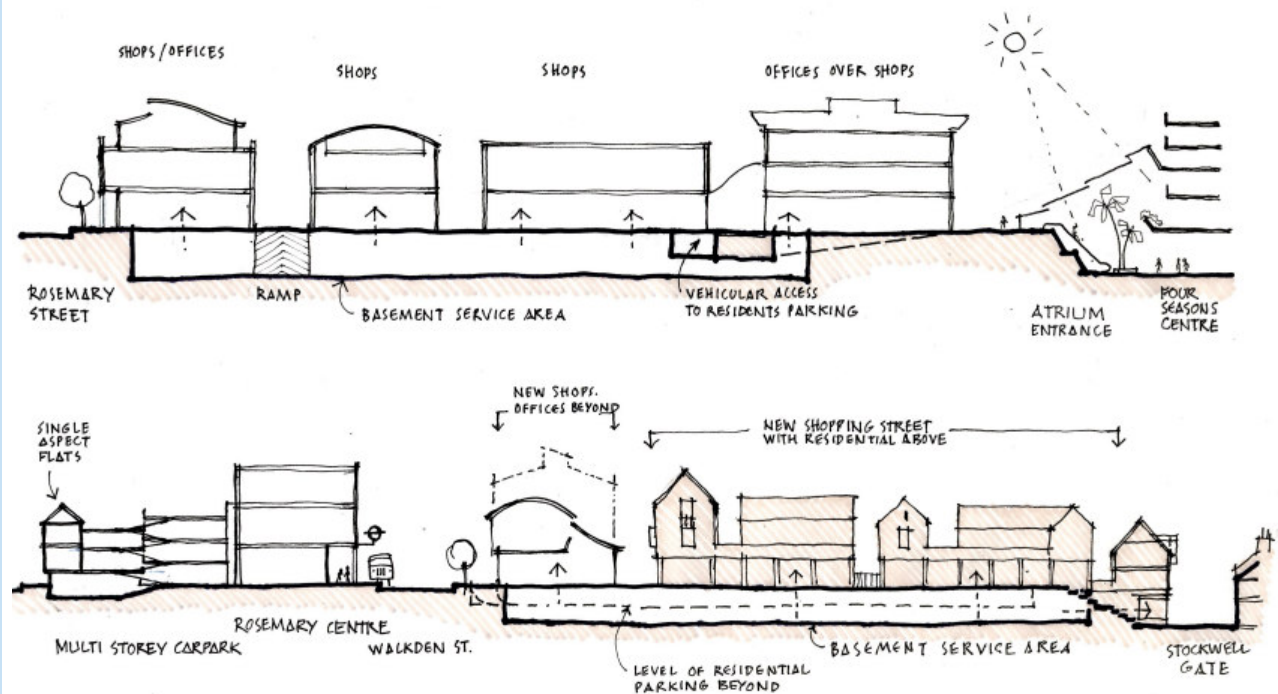 SHOPS/OFFICES
SHOPS
SHOPS
OFFICES OVER SHOPS
ROSEMARY
STREET
RAMP
BASEMENT SERVICE AREA
VEHICULAR ACCESS
TO RESIDENTS PARKING
ATRIUM
ENTRANCE
FOUR
SEASONS
CENTRE
SINGLE
ASPECT
FLATS
NEW SHOPS.
OFFICES BEYOND
NEW SHOPPING STREET
WITH RESIDENTIAL ABOVE
MULTI STOREY CARPARK
ROSEMARY CENTRE
WALKDEN ST.
LEVEL OF RESIDENTIAL
PARKING BEYOND
BASEMENT SERVICE AREA
STOCKWELL
GATE